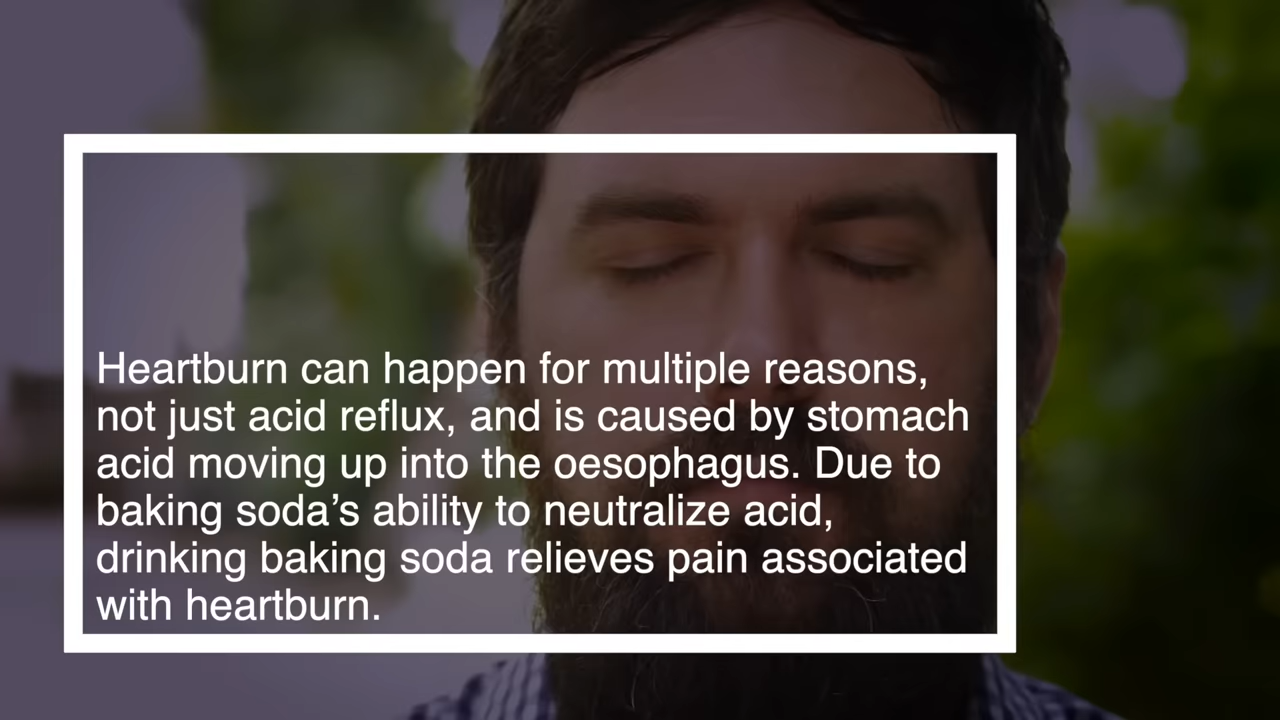 Heartburn can happen for multiple reasons,
not just acid reflux, and is caused by stomach
acid moving up into the oesophagus. Due to
baking soda’s ability to neutralize acid,
drinking baking soda relieves pain associated
with heartburn.